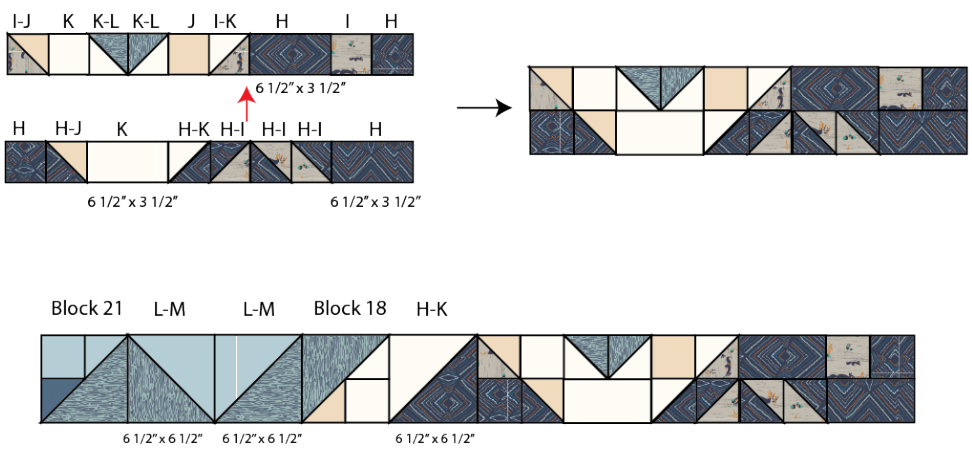 I-J K K-L K-L J I-K H I H
6 1/2” x 3 1/2”
H H-J K H-K H-I H-I H-I H
6 1/2” x 3 1/2” 6 1/2” x 3 1/2”
Block 21 L-M L-M Block 18 H-K
6 1/2” x 6 1/2” 6 1/2” x 6 1/2” 6 1/2” x 6 1/2”